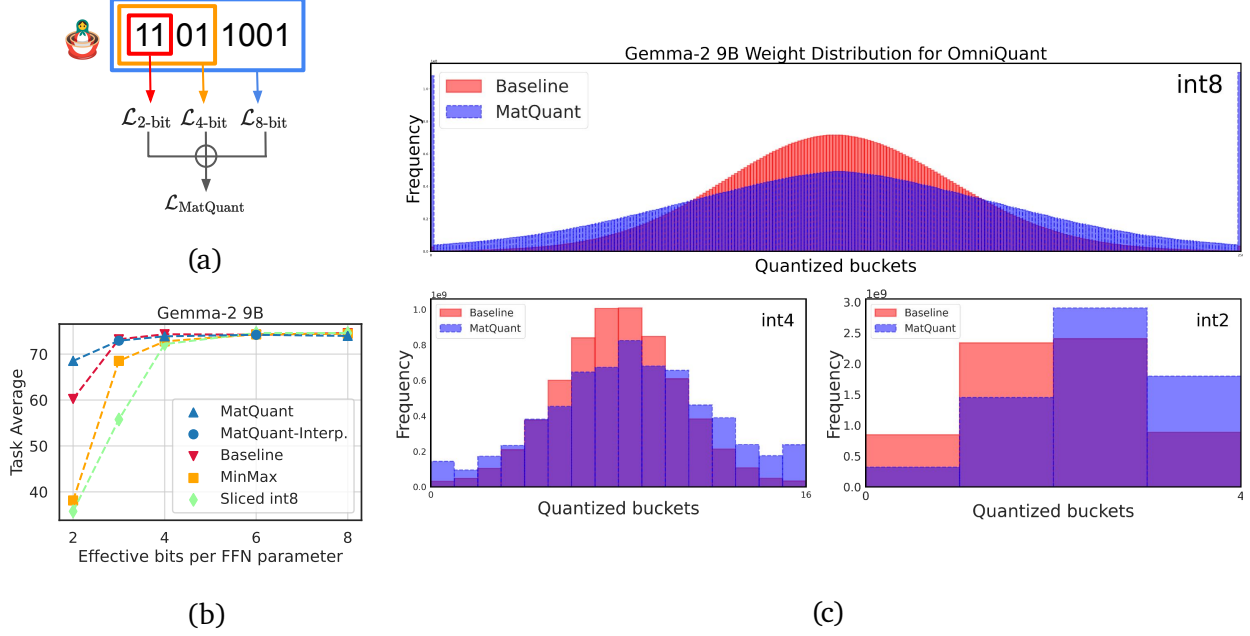 11 01 1001
ℒ2-bit ℒ4-bit ℒ8-bit
ℒMatQuant
(a)
Gemma-2 9B
Task Average
70
60
50
40
MatQuant
MatQuant-Interp.
Baseline
MinMax
Sliced int8
2 4 6 8
Effective bits per FFN parameter
(b)
Gemma-2 9B Weight Distribution for OmniQuant
Baseline
MatQuant
int8
Frequency
Quantized buckets
1e9
Baseline
MatQuant
int4
Frequency
1.0
0.8
0.6
0.4
0.2
0.0
0 16
Quantized buckets
1e9
Baseline
MatQuant
int2
Frequency
3.0
2.5
2.0
1.5
1.0
0.5
0.0
0 4
Quantized buckets
(c)